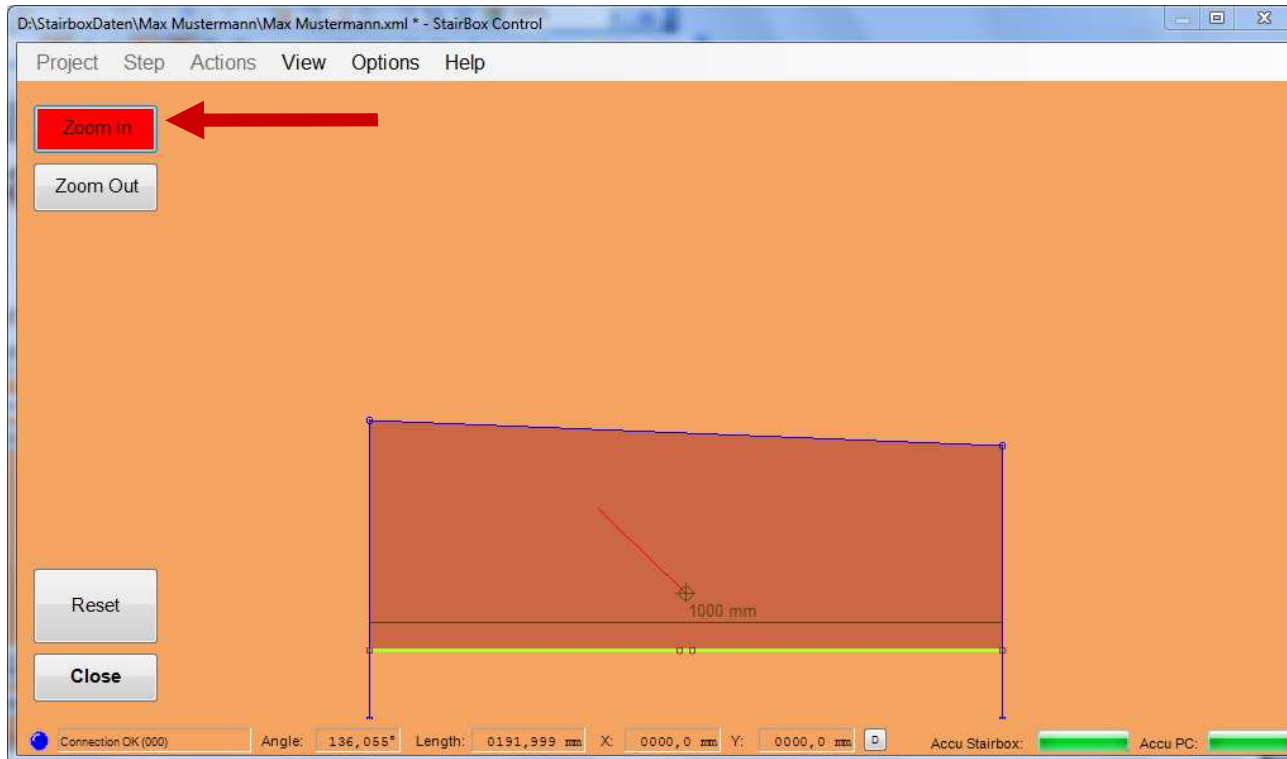 D:\StairboxDaten\Max Mustermann\Max Mustermann.xml * - StairBox Control
Project Step Actions View Options Help
Zoom In
Zoom Out
1000 mm
Reset
Close
Connection OK (000) Angle: 136,055° Length: 0191,999 mm X: 0000,0 mm Y: 0000,0 mm D Accu Stairbox: Accu PC: